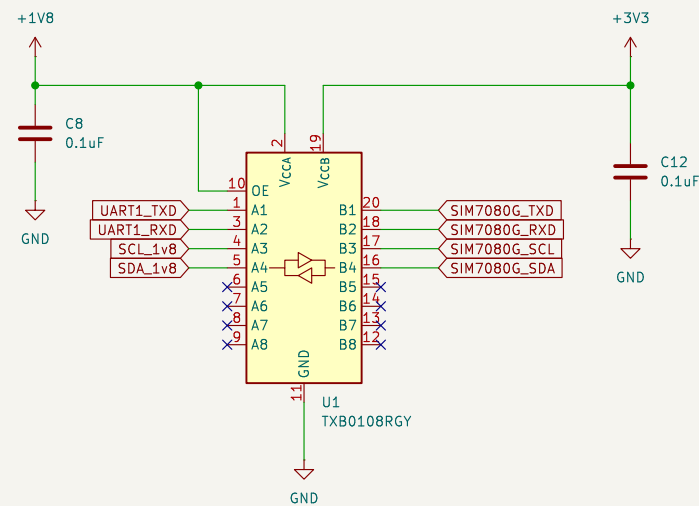 +1V8
+3V3
C8
0.1uF
C12
0.1uF
GND
GND
2
19
VCCA
VCCB
10 OE
1 A1
3 A2
4 A3
5 A4
6 A5
7 A6
8 A7
9 A8
B1 20
B2 18
B3 17
B4 16
B5 15
B6 14
B7 13
B8 12
UART1_TXD
UART1_RXD
SCL_1v8
SDA_1v8
SIM7080G_TXD
SIM7080G_RXD
SIM7080G_SCL
SIM7080G_SDA
GND
11
U1
TXB0108RGY
GND